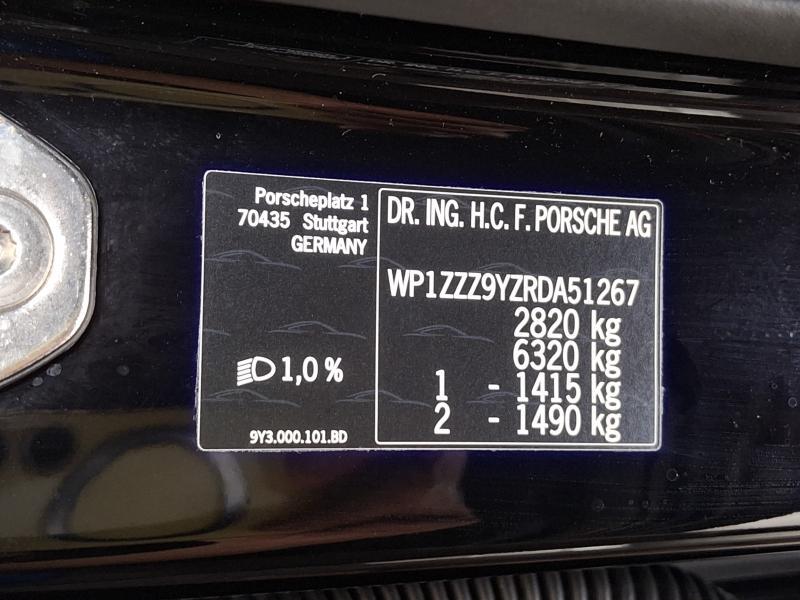 Porscheplatz 1
70435 Stuttgart
GERMANY
1,0 %
9Y3.000.101.BD
DR. ING. H.C. F. PORSCHE AG
WP1ZZZ9YZRDA51267
2820 kg
6320 kg
1 - 1415 kg
2 - 1490 kg